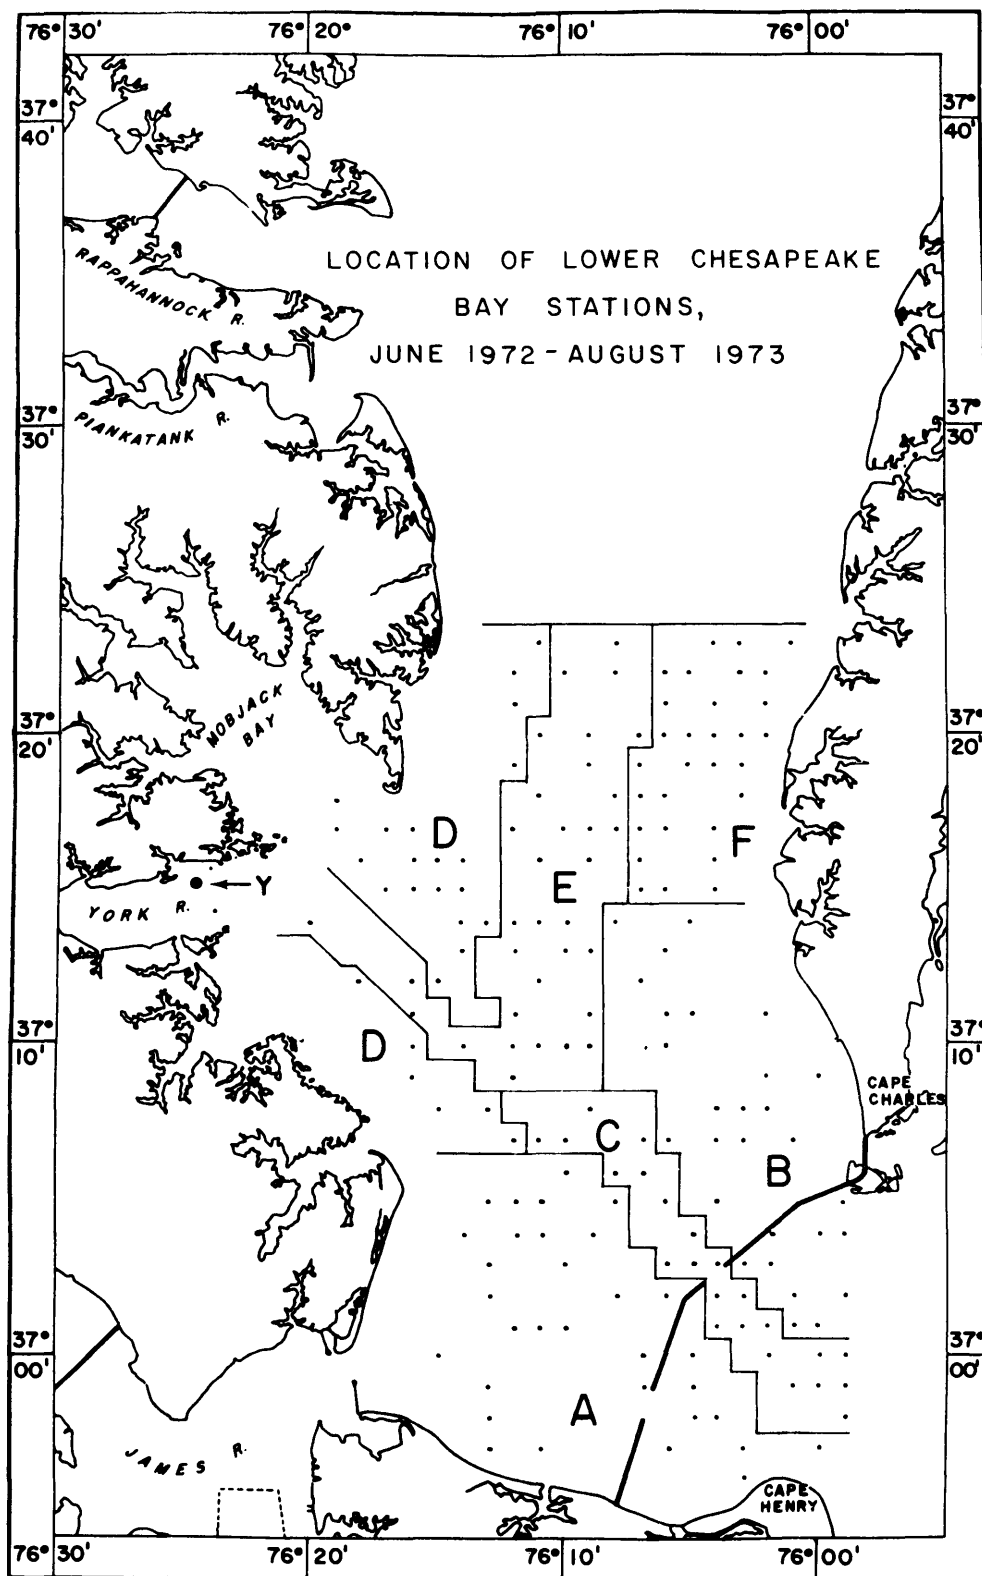 76°30' 76°20' 76°10' 76°00'
37° 40' 37° 40'
LOCATION OF LOWER CHESAPEAKE
BAY STATIONS,
JUNE 1972-AUGUST 1973
RAPPAHANNOCK R.
37° 30' 37° 30'
PIANKATANK R.
MOBJACK
BAY
37° 20' 37° 20'
D
F
E
Y
YORK R.
37° 10' 37° 10'
D
CAPE
CHARLES
C
B
37° 00' 37° 00'
A
JAMES R.
CAPE
HENRY
76°30' 76°20' 76°10' 76°00'